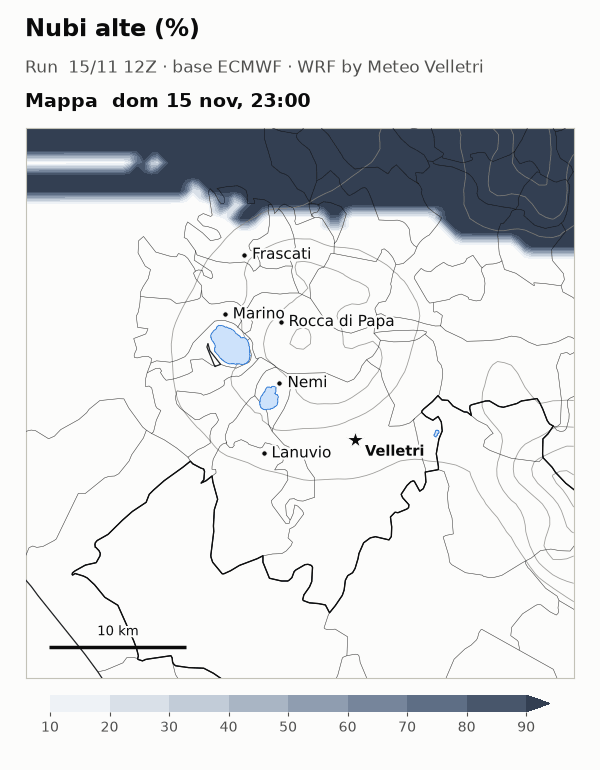 Nubi alte (%)
Run  15/11 12Z · base ECMWF · WRF by Meteo Velletri
Mappa  dom 15 nov, 23:00
Frascati
Marino
Rocca di Papa
Nemi
Velletri
Lanuvio
10 km
10 20 30 40 50 60 70 80 90